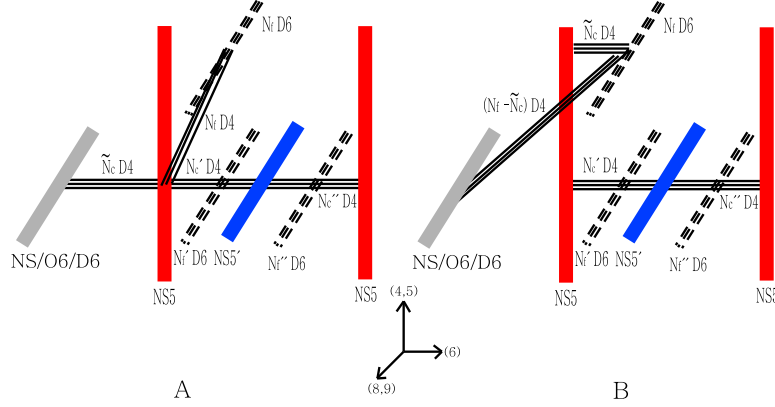 Nf D6
Nf D4
Ñc D4
Nc′ D4
Nc″ D4
Nf′ D6
NS5′
Nf″ D6
NS/O6/D6
NS5
NS5
A
Ñc D4
Nf D6
(Nf -Ñc) D4
Nc′ D4
Nc″ D4
Nf′ D6
NS5′
Nf″ D6
NS/O6/D6
NS5
NS5
B
(4,5)
(6)
(8,9)